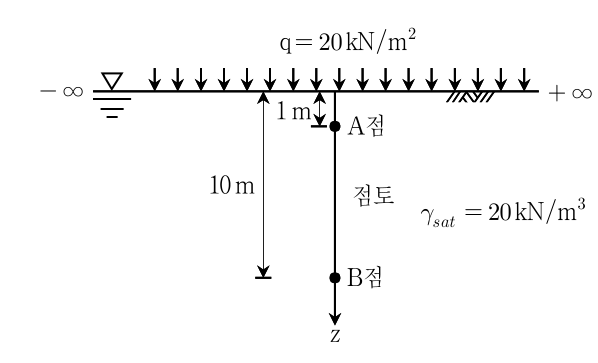 q = 20 kN/m²
− ∞
+ ∞
1 m
A점
10 m
점토
γsat = 20 kN/m³
B점
z